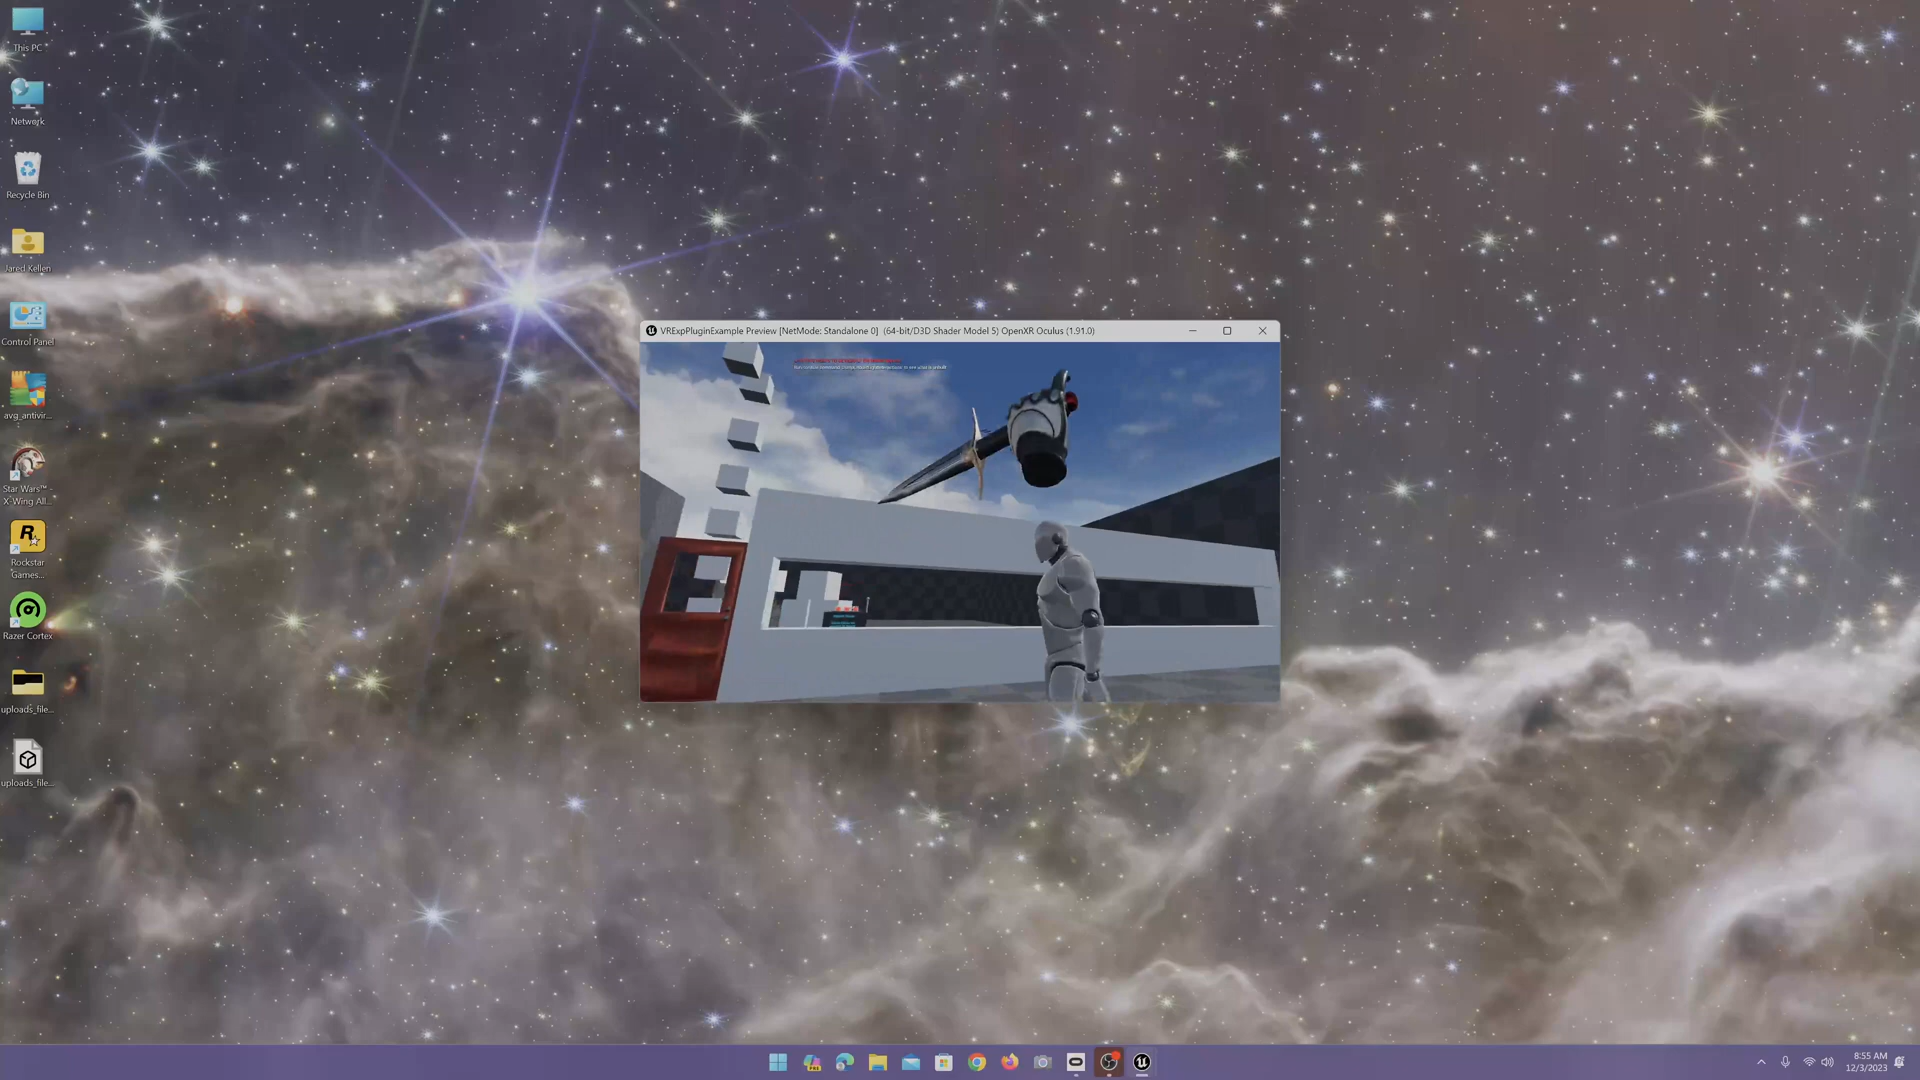 This PC
Network
Recycle Bin
Jared Kellen
Control Panel
avg_antivir...
Star Wars™
X-Wing All...
Rockstar
Games...
Razer Cortex
uploads_file...
uploads_file...
VRExpPluginExample Preview [NetMode: Standalone 0]  (64-bit/D3D Shader Model 5) OpenXR Oculus (1.91.0)
8:55 AM
12/3/2023